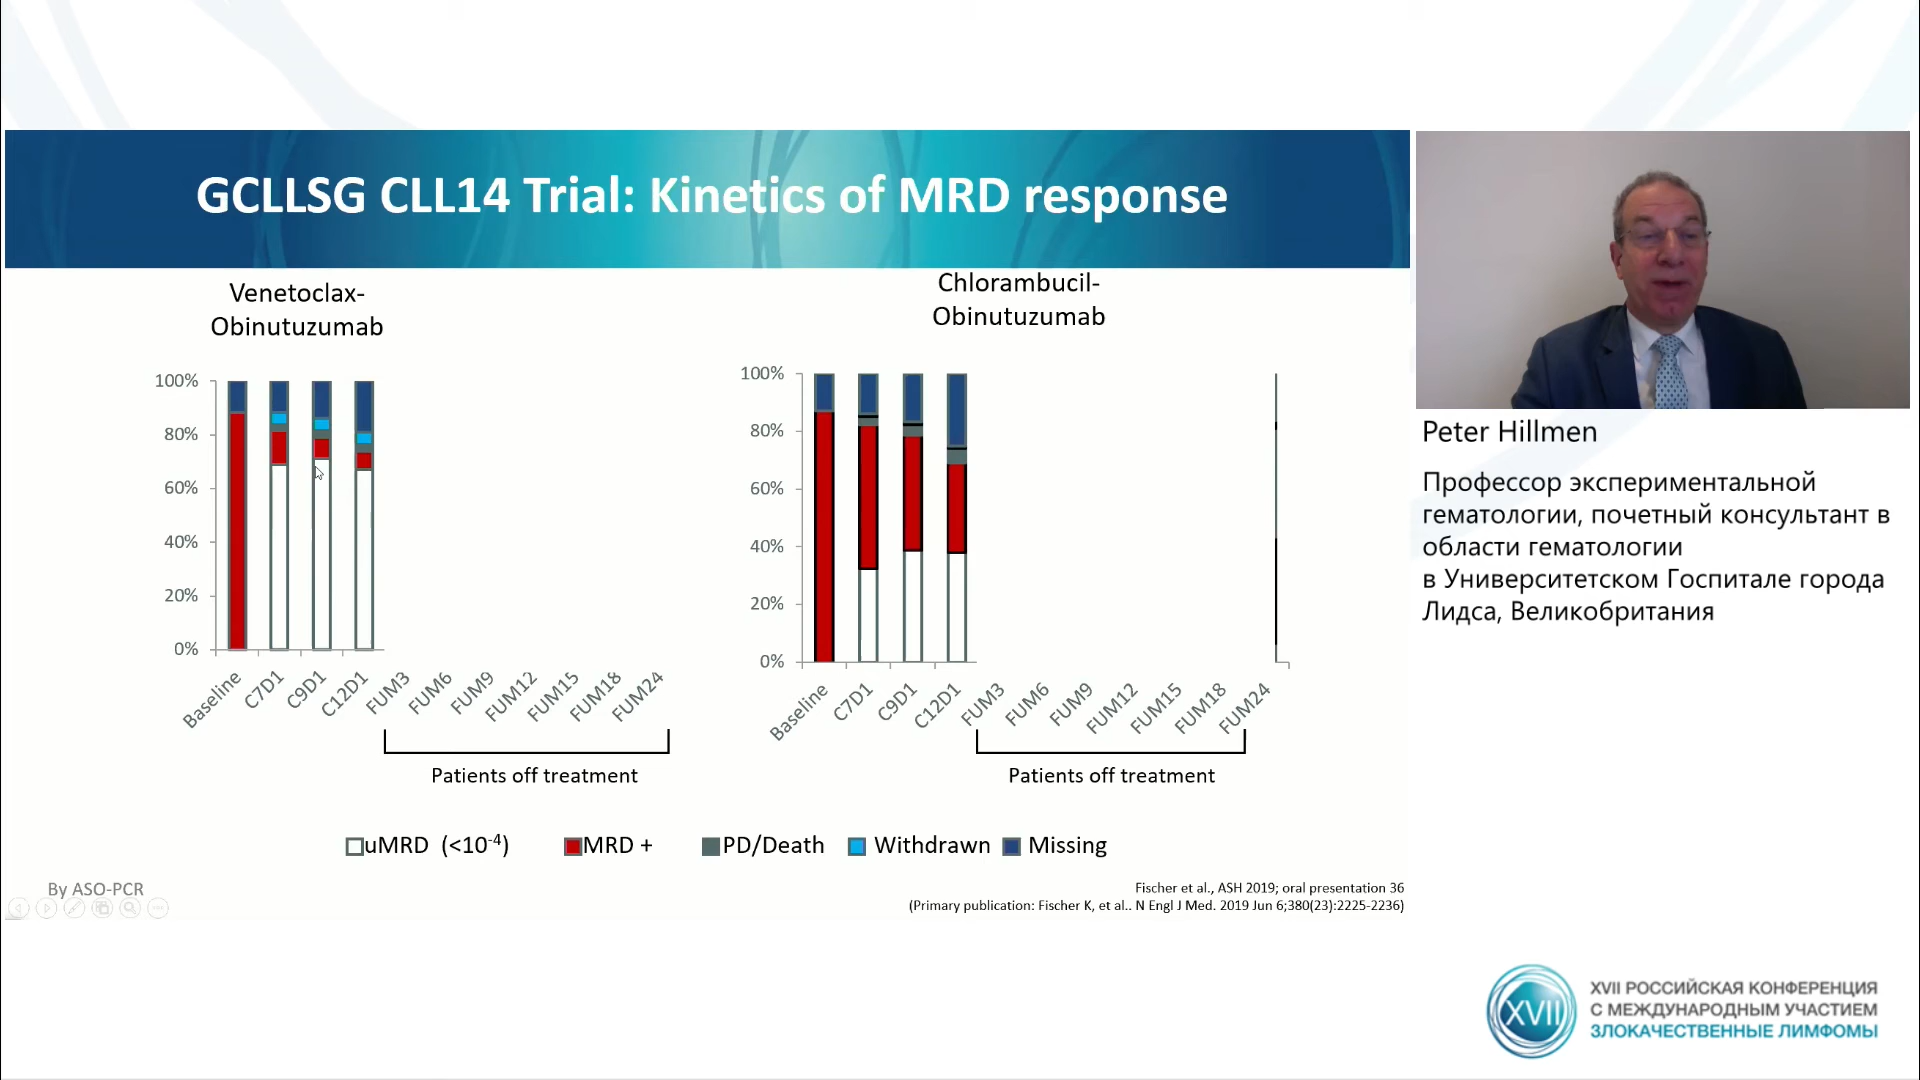 GCLLSG CLL14 Trial: Kinetics of MRD response
Venetoclax-
Obinutuzumab
100%
80%
60%
40%
20%
0%
Baseline
C7D1
C9D1
C12D1
FUM3
FUM6
FUM9
FUM12
FUM15
FUM18
FUM24
Patients off treatment
Chlorambucil-
Obinutuzumab
100%
80%
60%
40%
20%
0%
Baseline
C7D1
C9D1
C12D1
FUM3
FUM6
FUM9
FUM12
FUM15
FUM18
FUM24
Patients off treatment
uMRD (<10⁻⁴) MRD + PD/Death Withdrawn Missing
By ASO-PCR
Fischer et al., ASH 2019; oral presentation 36
(Primary publication: Fischer K, et al.. N Engl J Med. 2019 Jun 6;380(23):2225-2236)
Peter Hillmen
Профессор экспериментальной
гематологии, почетный консультант в
области гематологии
в Университетском Госпитале города
Лидса, Великобритания
XVII
XVII РОССИЙСКАЯ КОНФЕРЕНЦИЯ
С МЕЖДУНАРОДНЫМ УЧАСТИЕМ
ЗЛОКАЧЕСТВЕННЫЕ ЛИМФОМЫ